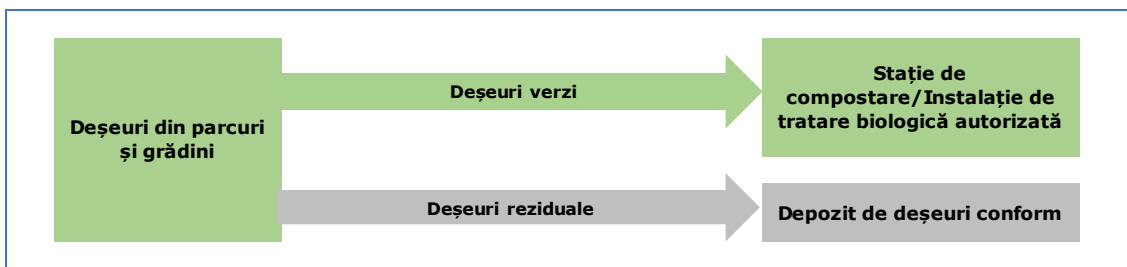 Deșeuri din parcuri
și grădini
Deșeuri verzi
Stație de
compostare/Instalație de
tratare biologică autorizată
Deșeuri reziduale
Depozit de deșeuri conform